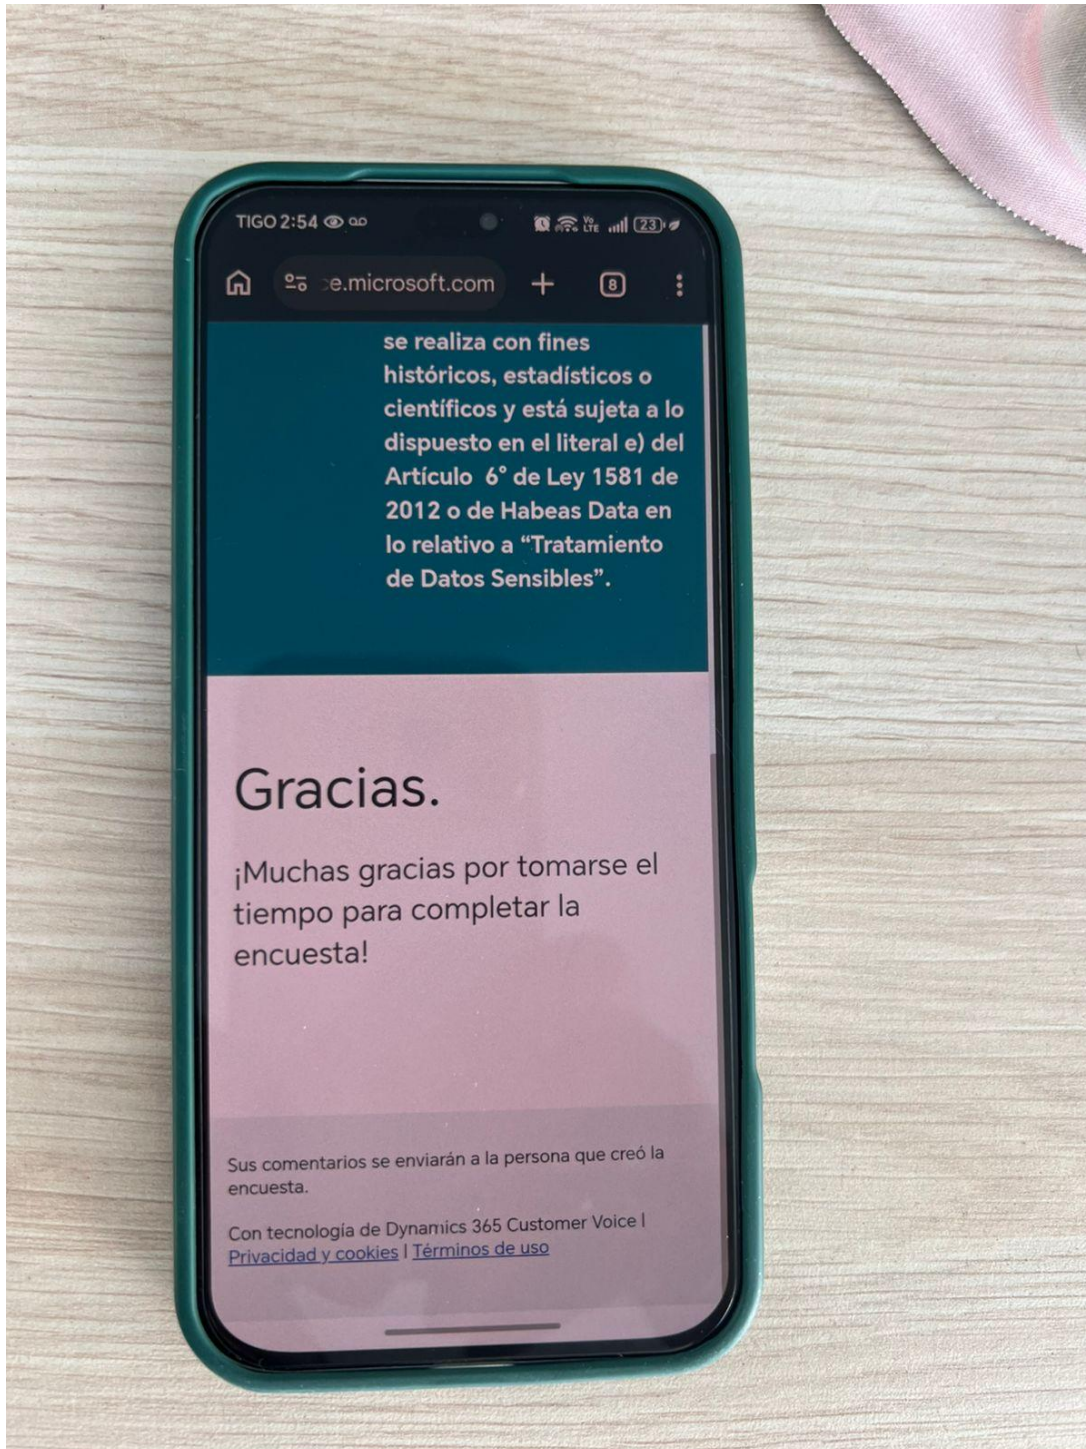 TIGO 2:54
VoLTE
23
e.microsoft.com
8
se realiza con fines
históricos, estadísticos o
científicos y está sujeta a lo
dispuesto en el literal e) del
Artículo 6° de Ley 1581 de
2012 o de Habeas Data en
lo relativo a “Tratamiento
de Datos Sensibles”.
Gracias.
¡Muchas gracias por tomarse el
tiempo para completar la
encuesta!
Sus comentarios se enviarán a la persona que creó la
encuesta.
Con tecnología de Dynamics 365 Customer Voice |
Privacidad y cookies | Términos de uso